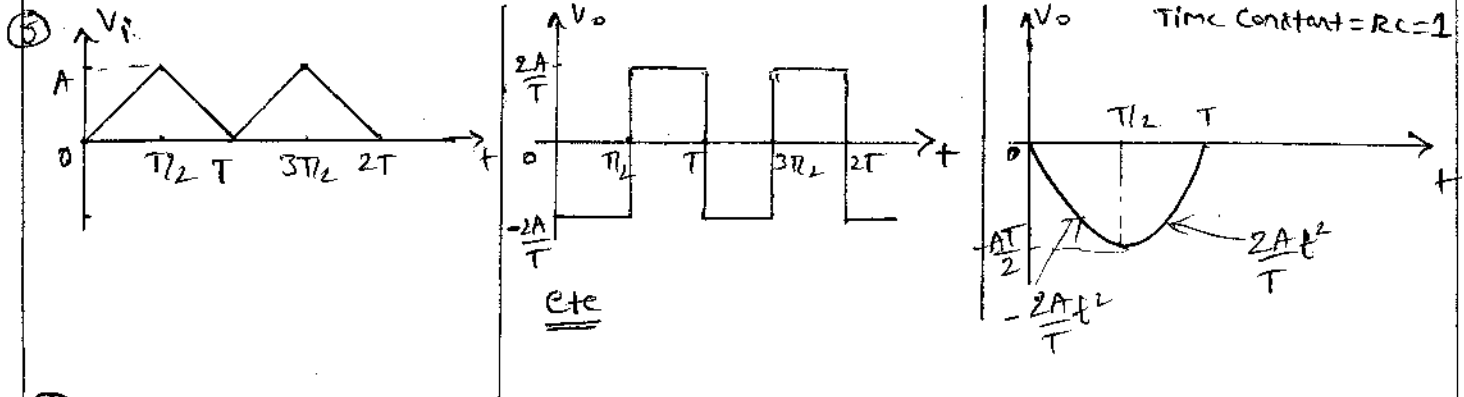 5
Vi
A
0
T/2 T 3T/2 2T
t
Vo
2A/T
0
T/2 T 3T/2 2T
t
-2A/T
etc
Vo
Time Constant = RC = 1
T/2 T
0
t
-AT/2
2A/T t²
-2A/T t²